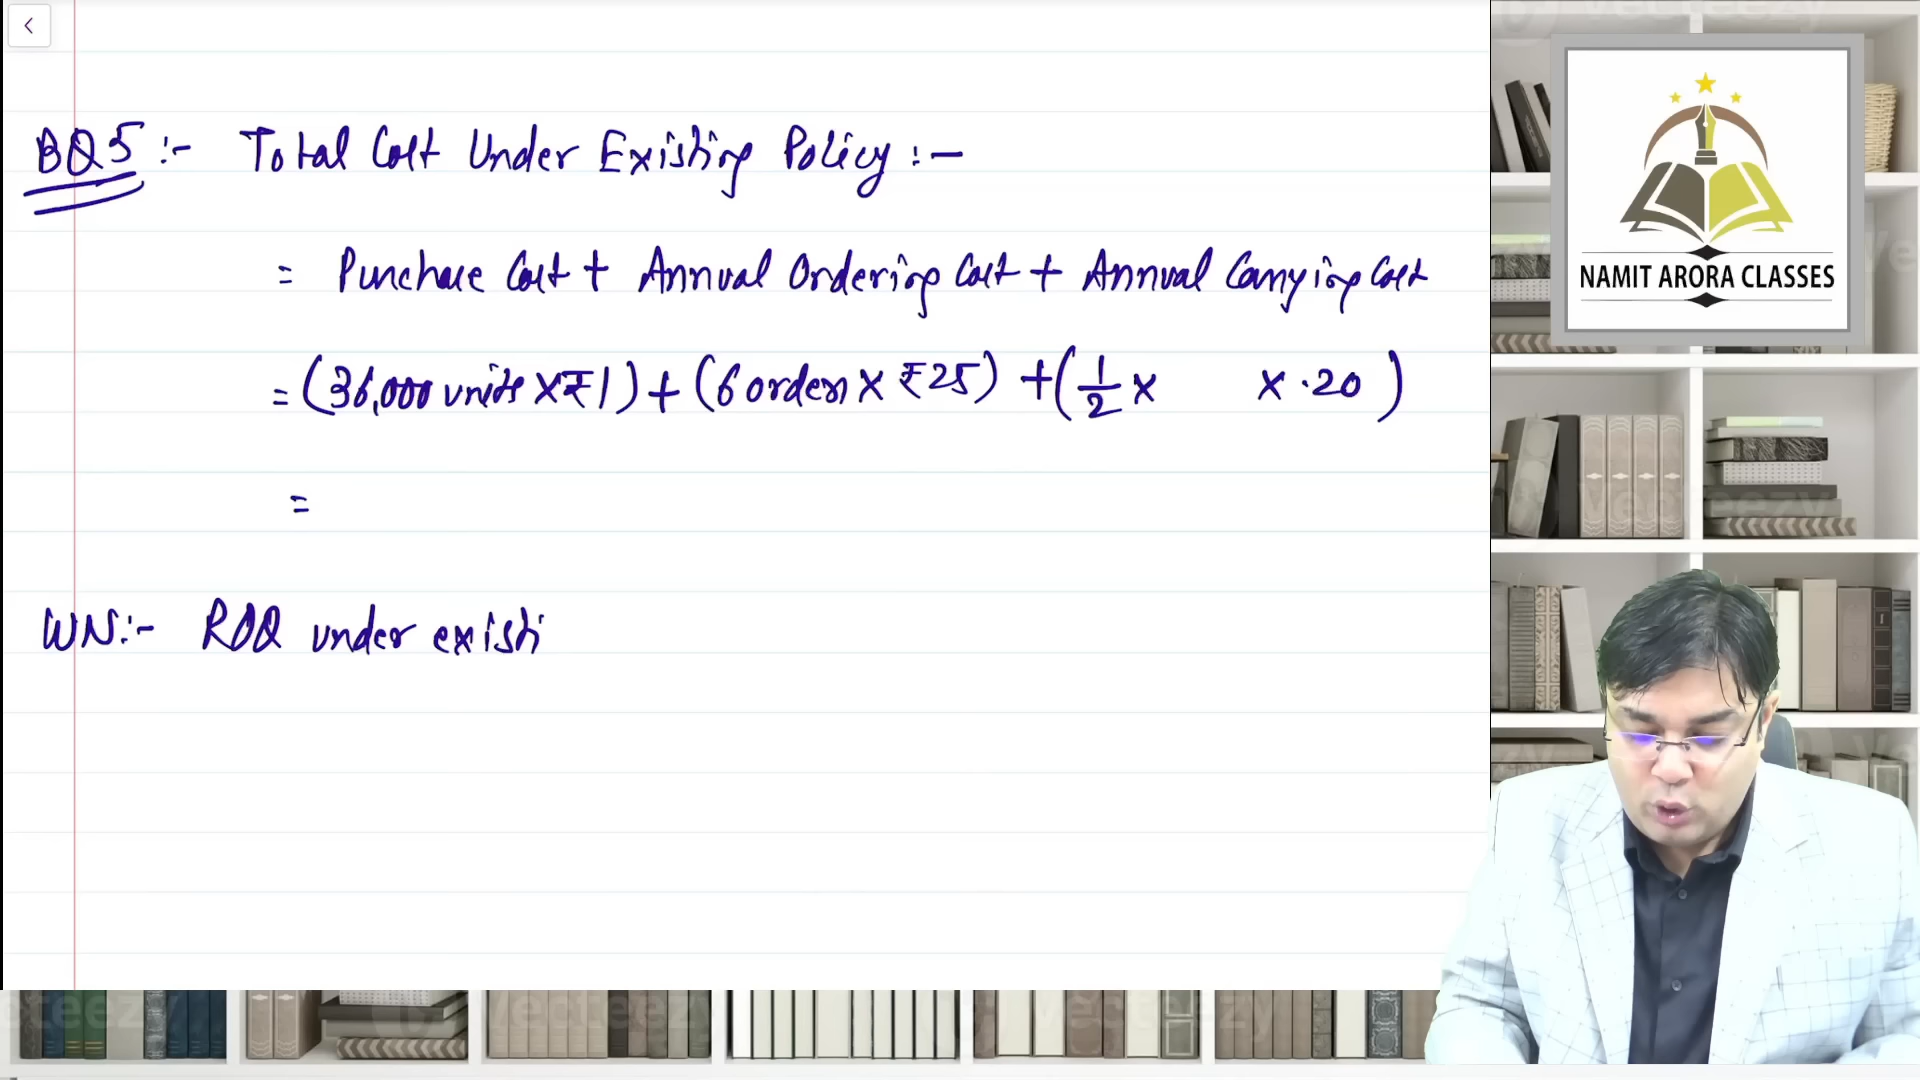 BQ5:- Total Cost Under Existing Policy :-
= Purchase Cost + Annual Ordering Cost + Annual Carrying Cost
= (36,000 units x ₹1) + (6 orders x ₹25) + (1/2 x x .20 )
=
WN:- ROQ under existi
NAMIT ARORA CLASSES
vecteezy